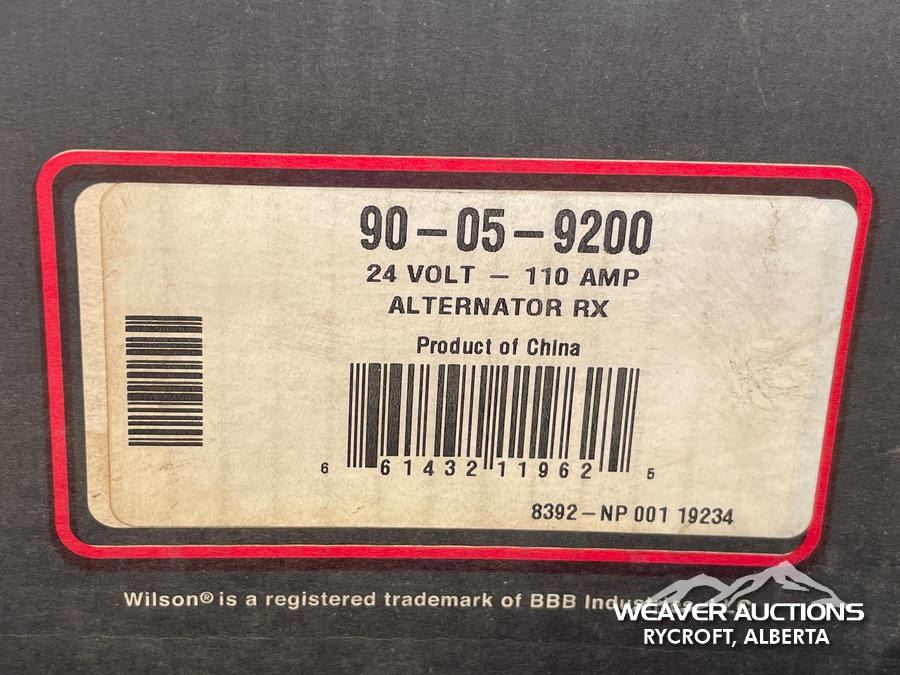 90-05-9200
24 VOLT - 110 AMP
ALTERNATOR RX
Product of China
6 61432 11962 5
8392-NP 001 19234
Wilson® is a registered trademark of BBB
WEAVER AUCTIONS
RYCROFT, ALBERTA